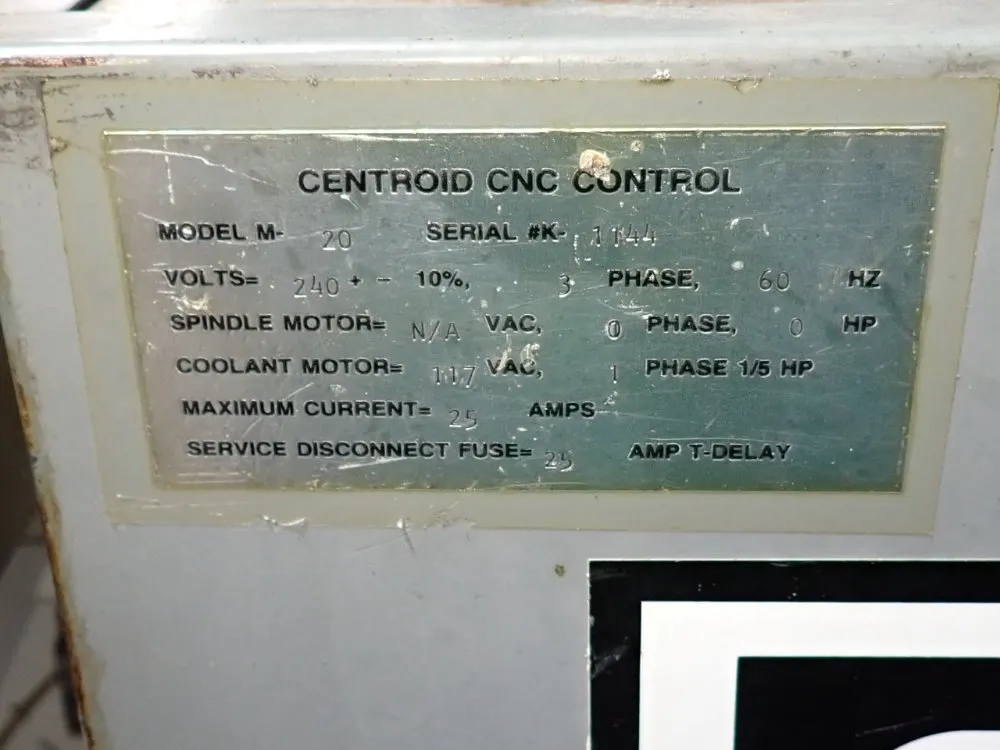 CENTROID CNC CONTROL
MODEL M- 20 SERIAL #K- 1144
VOLTS= 240 + - 10%, 3 PHASE, 60 HZ
SPINDLE MOTOR= N/A VAC, 0 PHASE, 0 HP
COOLANT MOTOR= 117 VAC, 1 PHASE 1/5 HP
MAXIMUM CURRENT= 25 AMPS
SERVICE DISCONNECT FUSE= 25 AMP T-DELAY